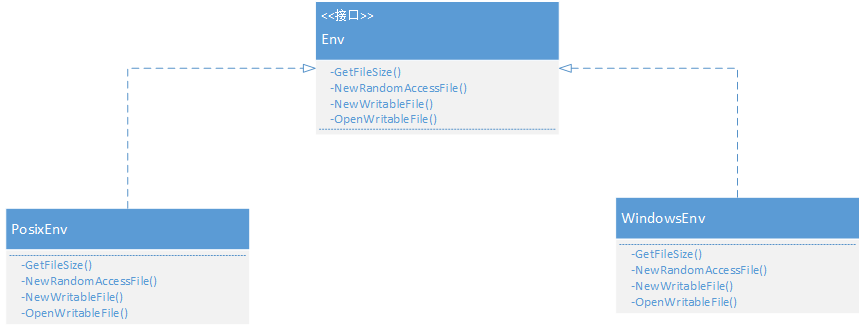 <<接口>>
Env
-GetFileSize()
-NewRandomAccessFile()
-NewWritableFile()
-OpenWritableFile()
PosixEnv
-GetFileSize()
-NewRandomAccessFile()
-NewWritableFile()
-OpenWritableFile()
WindowsEnv
-GetFileSize()
-NewRandomAccessFile()
-NewWritableFile()
-OpenWritableFile()